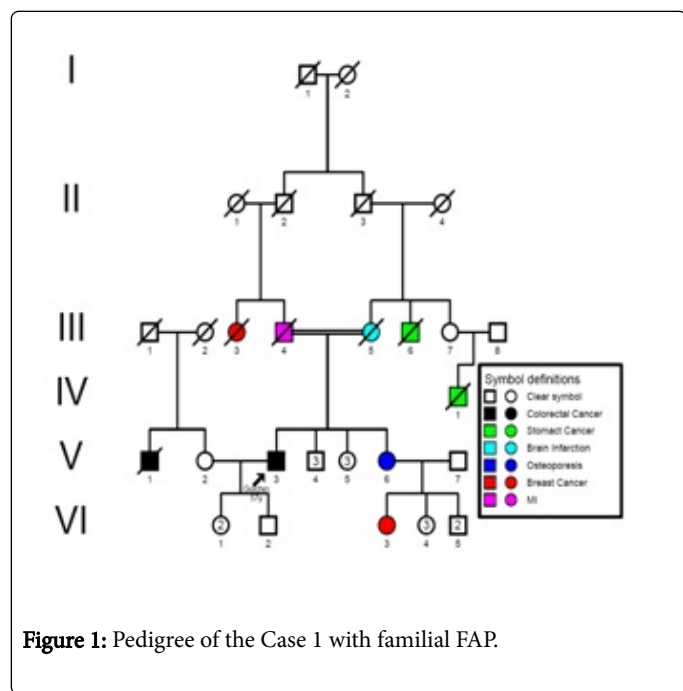 I
1 2
II
1 2 3 4
III
1 2 3 4 5 6 7 8
IV
1
V
3 3
1 2 3 4 5 6 7
VI
2 3 2
1 2 3 4 5
Symbol definitions
Clear symbol
Colorectal Cancer
Stomact Cancer
Brain Infarction
Osteoporesis
Breast Cancer
MI
Figure 1: Pedigree of the Case 1 with familial FAP.